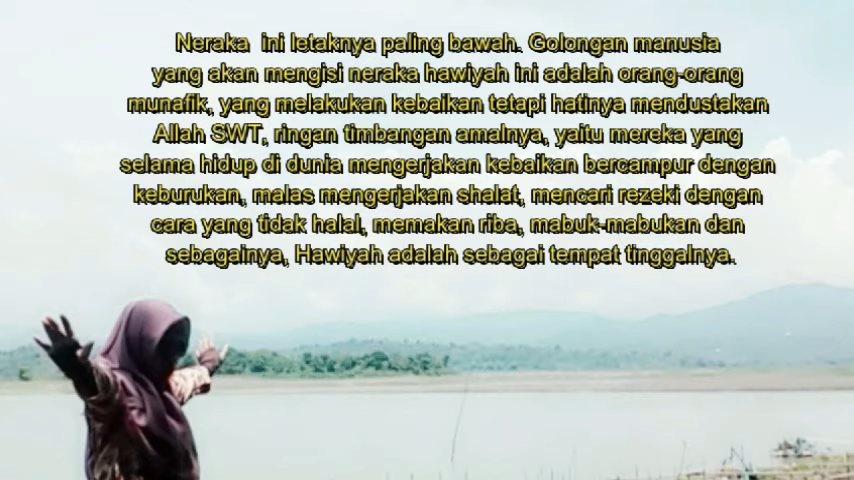 Neraka ini letaknya paling bawah. Golongan manusia
yang akan mengisi neraka hawiyah ini adalah orang-orang
munafik, yang melakukan kebaikan tetapi hatinya mendustakan
Allah SWT, ringan timbangan amalnya, yaitu mereka yang
selama hidup di dunia mengerjakan kebaikan bercampur dengan
keburukan, malas mengerjakan shalat, mencari rezeki dengan
cara yang tidak halal, memakan riba, mabuk-mabukan dan
sebagainya, Hawiyah adalah sebagai tempat tinggalnya.